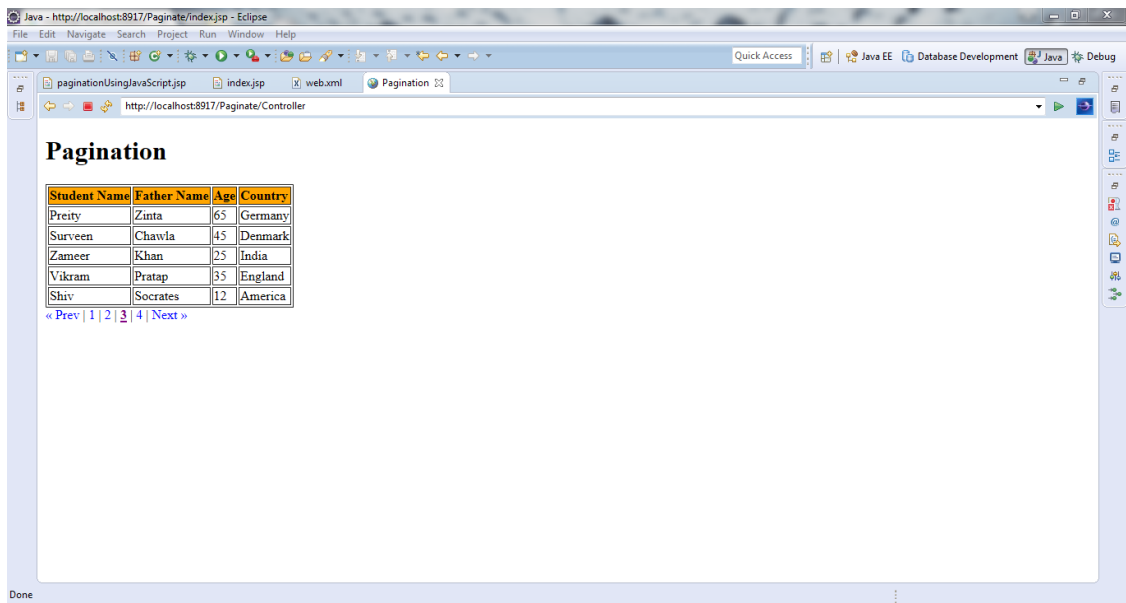 Java - http://localhost:8917/Paginate/index.jsp - Eclipse
File Edit Navigate Search Project Run Window Help
Quick Access Java EE Database Development Java Debug
paginationUsingJavaScript.jsp index.jsp web.xml Pagination
http://localhost:8917/Paginate/Controller
Pagination
Student Name Father Name Age Country
Preity Zinta 65 Germany
Surveen Chawla 45 Denmark
Zameer Khan 25 India
Vikram Pratap 35 England
Shiv Socrates 12 America
« Prev | 1 | 2 | 3 | 4 | Next »
Done